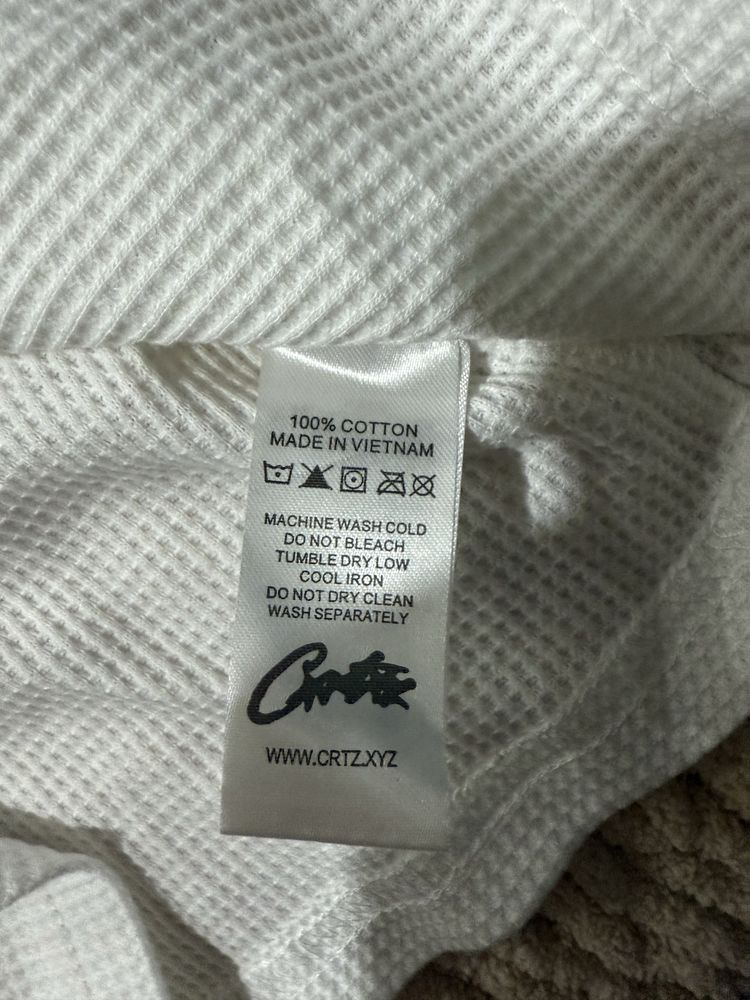 100% COTTON
MADE IN VIETNAM
MACHINE WASH COLD
DO NOT BLEACH
TUMBLE DRY LOW
COOL IRON
DO NOT DRY CLEAN
WASH SEPARATELY
Crtz
WWW.CRTZ.XYZ